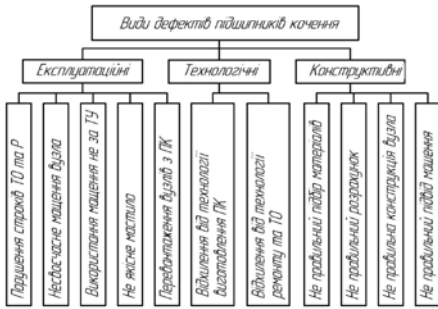 Види дефектів підшипників кочення
Експлуатаційні
Технологічні
Конструктивні
Порушення строків ТО та Р
Несвоєчасне мащення вузла
Використання мащення не за ТУ
Не якісне мастило
Перевантаження вузлів з ПК
Відхилення від технології
виготовлення ПК
Відхилення від технології
ремонту та ТО
Не правильний підбір матеріалів
Не правильний розрахунок
Не правильна конструкція вузла
Не правильний підвід мащення